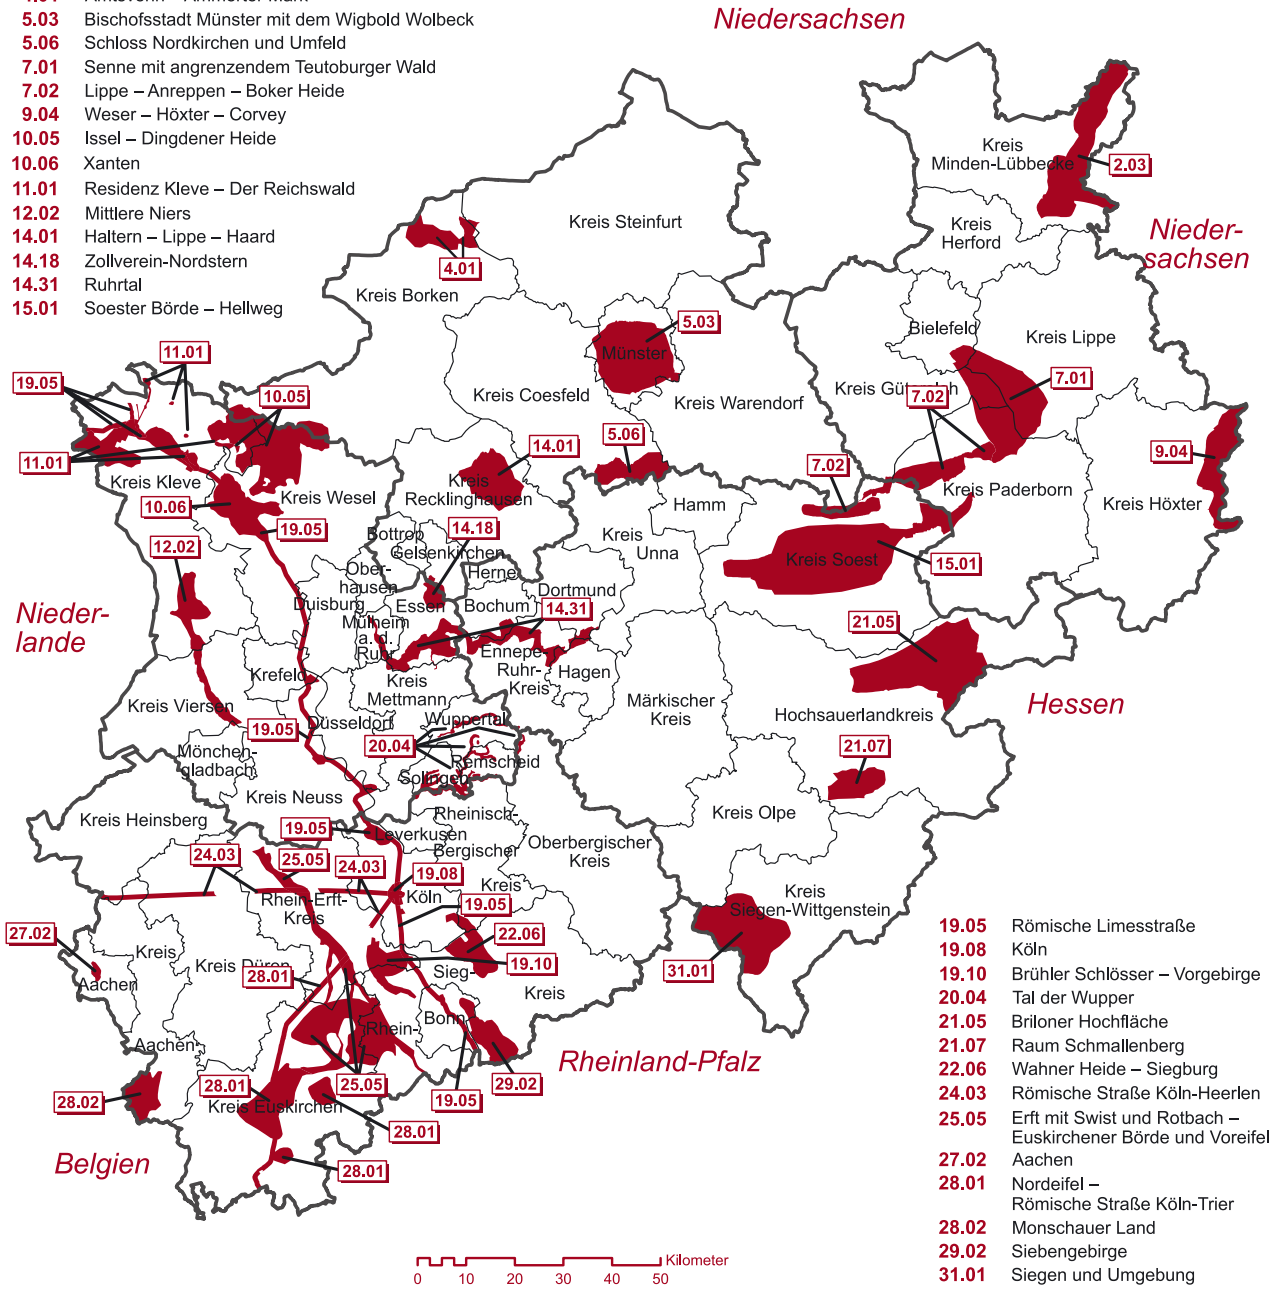 5.03 Bischofsstadt Münster mit dem Wigbold Wolbeck
5.06 Schloss Nordkirchen und Umfeld
7.01 Senne mit angrenzendem Teutoburger Wald
7.02 Lippe – Anreppen – Boker Heide
9.04 Weser – Höxter – Corvey
10.05 Issel – Dingdener Heide
10.06 Xanten
11.01 Residenz Kleve – Der Reichswald
12.02 Mittlere Niers
14.01 Haltern – Lippe – Haard
14.18 Zollverein-Nordstern
14.31 Ruhrtal
15.01 Soester Börde – Hellweg
Niedersachsen
Kreis
Minden-Lübbecke
2.03
Kreis Steinfurt
Kreis
Herford
Nieder-
sachsen
4.01
Kreis Borken
5.03
Münster
Bielefeld
Kreis Lippe
11.01
19.05
10.05
Kreis Coesfeld
Kreis Warendorf
Kreis Gütersloh
7.02
7.01
5.06
14.01
11.01
7.02
9.04
Kreis Kleve
Kreis Wesel
Kreis
Recklinghausen
Kreis Paderborn
Kreis Höxter
10.06
19.05
Hamm
14.18
Bottrop
Gelsenkirchen
Kreis
Unna
12.02
Kreis Soest
15.01
Ober-
hausen
Herne
Dortmund
Duisburg
Essen
Bochum
14.31
Nieder-
lande
Mülheim
a. d.
Ruhr
21.05
Ennepe-
Ruhr-
Kreis
Hagen
Krefeld
Kreis
Mettmann
Märkischer
Kreis
Hessen
Kreis Viersen
Hochsauerlandkreis
19.05
Düsseldorf
Wuppertal
20.04
21.07
Mönchen-
gladbach
Remscheid
Solingen
Kreis Neuss
Kreis Heinsberg
Rheinisch-
Bergischer
Kreis
Kreis Olpe
19.05
Leverkusen
Oberbergischer
Kreis
24.03
25.05
24.03
19.08
Rhein-Erft-
Kreis
Köln
19.05
Kreis
Siegen-Wittgenstein
27.02
22.06
Kreis
Aachen
Kreis Düren
28.01
19.10
Sieg-
Kreis
31.01
Rhein-
Bonn
Aachen
Rheinland-Pfalz
28.01
25.05
29.02
28.02
Kreis Euskirchen
19.05
28.01
Belgien
28.01
19.05 Römische Limesstraße
19.08 Köln
19.10 Brühler Schlösser – Vorgebirge
20.04 Tal der Wupper
21.05 Briloner Hochfläche
21.07 Raum Schmallenberg
22.06 Wahner Heide – Siegburg
24.03 Römische Straße Köln-Heerlen
25.05 Erft mit Swist und Rotbach –
Euskirchener Börde und Voreifel
27.02 Aachen
28.01 Nordeifel –
Römische Straße Köln-Trier
28.02 Monschauer Land
29.02 Siebengebirge
31.01 Siegen und Umgebung
Kilometer
0 10 20 30 40 50